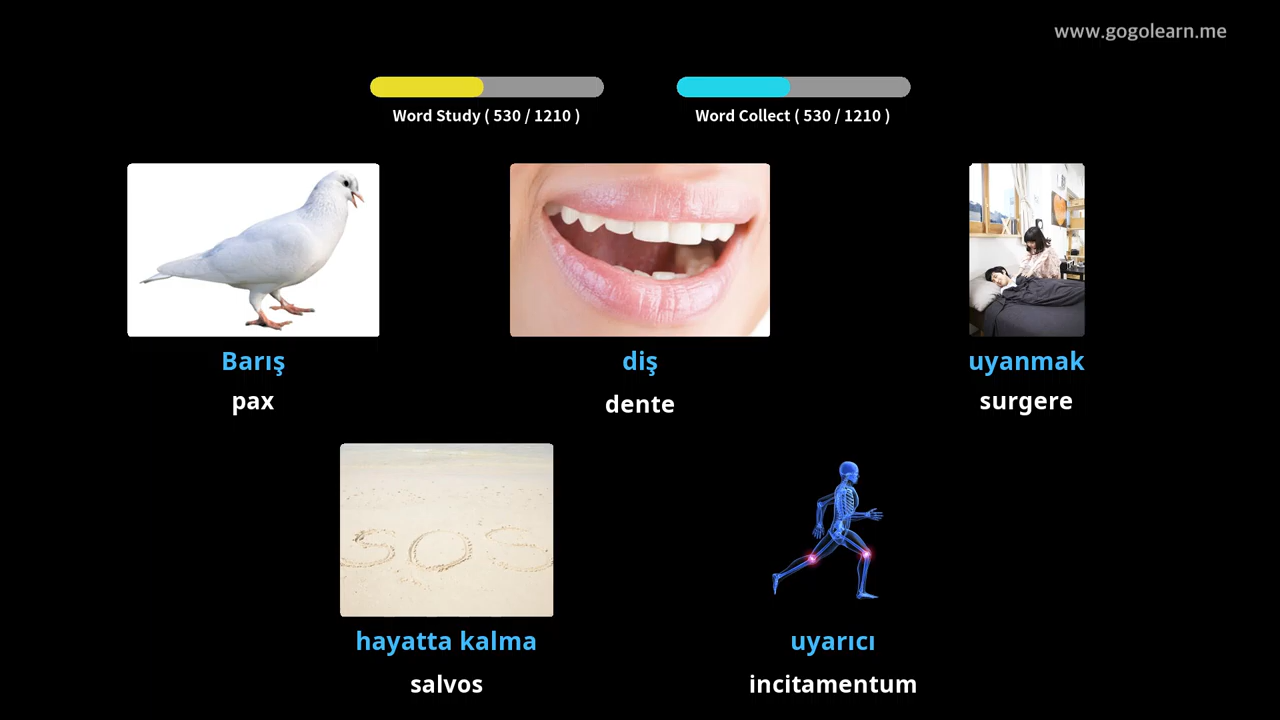 www.gogolearn.me
Word Study ( 530 / 1210 )
Word Collect ( 530 / 1210 )
Barış
pax
diş
dente
uyanmak
surgere
SOS
hayatta kalma
salvos
uyarıcı
incitamentum